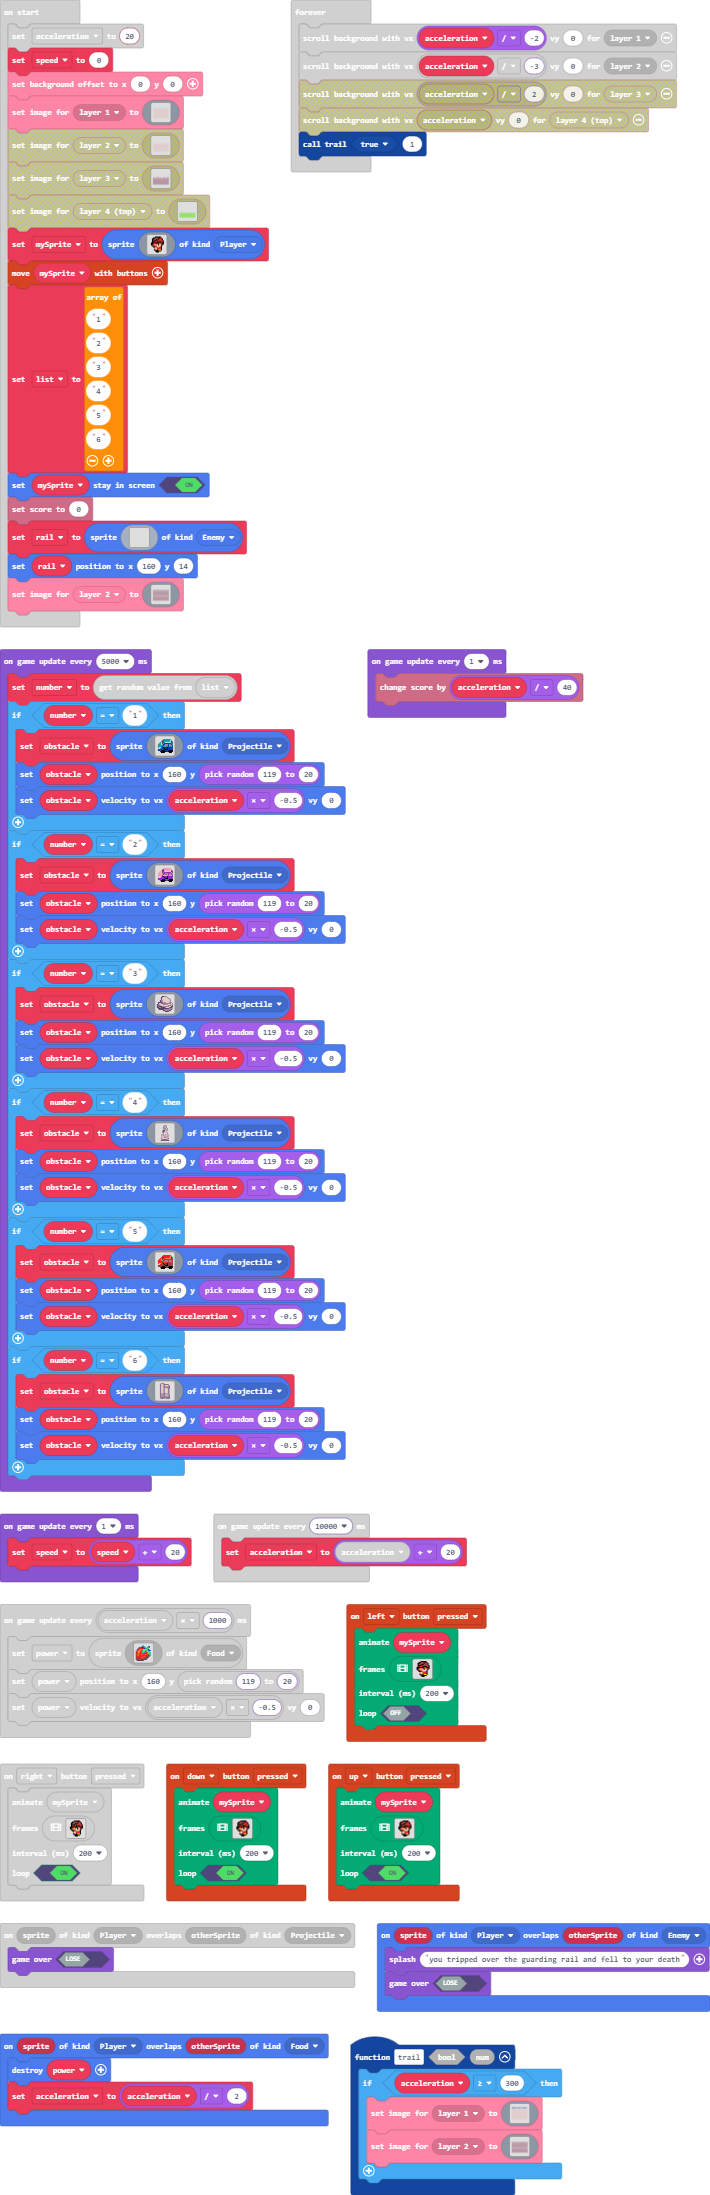 on start
set acceleration to 20
set speed to 0
set background offset to x 0 y 0
set image for layer 1 to
set image for layer 2 to
set image for layer 3 to
set image for layer 4 (top) to
set mySprite to sprite of kind Player
move mySprite with buttons
set list to array of
"1"
"2"
"3"
"4"
"5"
"6"
set mySprite stay in screen ON
set score to 0
set rail to sprite of kind Enemy
set rail position to x 160 y 14
set image for layer 2 to
forever
scroll background with vx acceleration / -2 vy 0 for layer 1
scroll background with vx acceleration / -3 vy 0 for layer 2
scroll background with vx acceleration / 2 vy 0 for layer 3
scroll background with vx acceleration vy 0 for layer 4 (top)
call trail true 1
on game update every 5000 ms
set number to get random value from list
if number = "1" then
set obstacle to sprite of kind Projectile
set obstacle position to x 160 y pick random 119 to 20
set obstacle velocity to vx acceleration × -0.5 vy 0
if number = "2" then
set obstacle to sprite of kind Projectile
set obstacle position to x 160 y pick random 119 to 20
set obstacle velocity to vx acceleration × -0.5 vy 0
if number = "3" then
set obstacle to sprite of kind Projectile
set obstacle position to x 160 y pick random 119 to 20
set obstacle velocity to vx acceleration × -0.5 vy 0
if number = "4" then
set obstacle to sprite of kind Projectile
set obstacle position to x 160 y pick random 119 to 20
set obstacle velocity to vx acceleration × -0.5 vy 0
if number = "5" then
set obstacle to sprite of kind Projectile
set obstacle position to x 160 y pick random 119 to 20
set obstacle velocity to vx acceleration × -0.5 vy 0
if number = "6" then
set obstacle to sprite of kind Projectile
set obstacle position to x 160 y pick random 119 to 20
set obstacle velocity to vx acceleration × -0.5 vy 0
on game update every 1 ms
change score by acceleration / 40
on game update every 1 ms
set speed to speed + 20
on game update every 10000 ms
set acceleration to acceleration + 20
on game update every acceleration × 1000 ms
set power to sprite of kind Food
set power position to x 160 y pick random 119 to 20
set power velocity to vx acceleration × -0.5 vy 0
on left button pressed
animate mySprite
frames
interval (ms) 200
loop OFF
on right button pressed
animate mySprite
frames
interval (ms) 200
loop ON
on down button pressed
animate mySprite
frames
interval (ms) 200
loop ON
on up button pressed
animate mySprite
frames
interval (ms) 200
loop ON
on sprite of kind Player overlaps otherSprite of kind Projectile
game over LOSE
on sprite of kind Player overlaps otherSprite of kind Enemy
splash "you tripped over the guarding rail and fell to your death"
game over LOSE
on sprite of kind Player overlaps otherSprite of kind Food
destroy power
set acceleration to acceleration / 2
function trail bool num
if acceleration ≥ 300 then
set image for layer 1 to
set image for layer 2 to